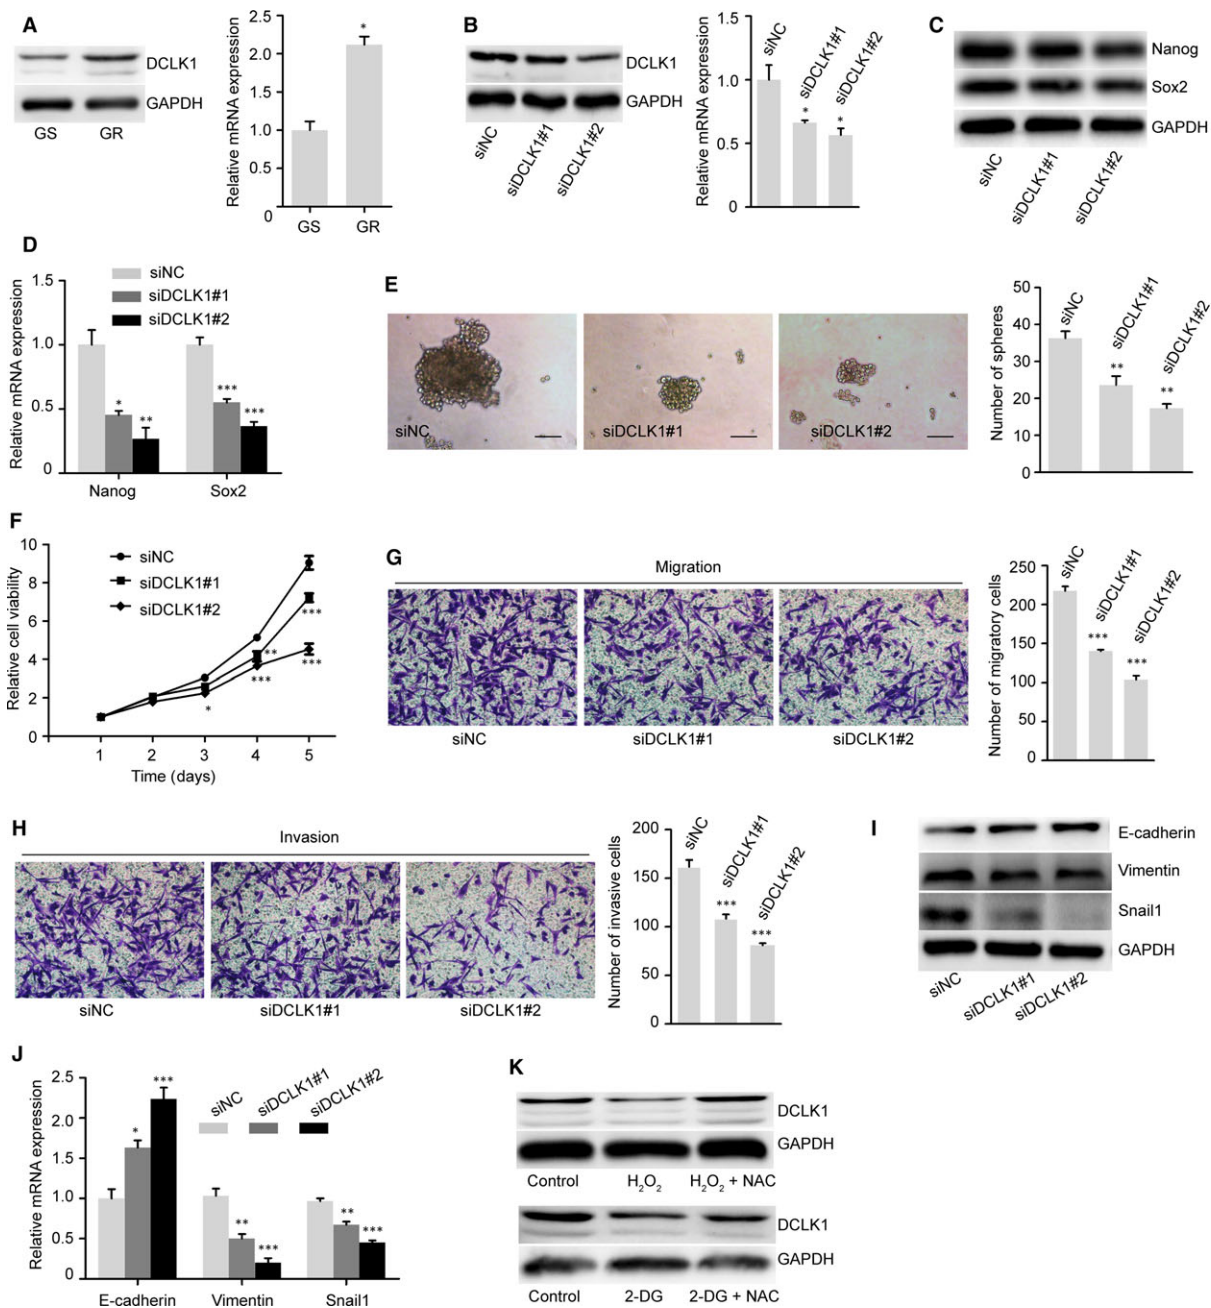 A
DCLK1
GAPDH
GS GR
Relative mRNA expression
2.5
2.0
1.5
1.0
0
*
GS GR
B
DCLK1
GAPDH
siNC siDCLK1#1 siDCLK1#2
Relative mRNA expression
1.5
1.0
0.5
0
siNC siDCLK1#1 siDCLK1#2
* *
C
Nanog
Sox2
GAPDH
siNC siDCLK1#1 siDCLK1#2
D
siNC
siDCLK1#1
siDCLK1#2
Relative mRNA expression
1.5
1.0
0.5
0
* ** *** ***
Nanog Sox2
E
siNC siDCLK1#1 siDCLK1#2
Number of spheres
50
40
30
20
10
0
siNC siDCLK1#1 siDCLK1#2
** **
F
siNC
siDCLK1#1
siDCLK1#2
Relative cell viability
10
8
6
4
2
0
* ** *** *** ***
1 2 3 4 5
Time (days)
G
Migration
siNC siDCLK1#1 siDCLK1#2
Number of migratory cells
250
200
150
100
50
0
siNC siDCLK1#1 siDCLK1#2
*** ***
H
Invasion
siNC siDCLK1#1 siDCLK1#2
Number of invasive cells
200
150
100
50
0
siNC siDCLK1#1 siDCLK1#2
*** ***
I
E-cadherin
Vimentin
Snail1
GAPDH
siNC siDCLK1#1 siDCLK1#2
J
Relative mRNA expression
2.5
2.0
1.5
1.0
0.5
0
siNC siDCLK1#1 siDCLK1#2
* *** ** *** ** ***
E-cadherin Vimentin Snail1
K
DCLK1
GAPDH
Control H₂O₂ H₂O₂ + NAC
DCLK1
GAPDH
Control 2-DG 2-DG + NAC